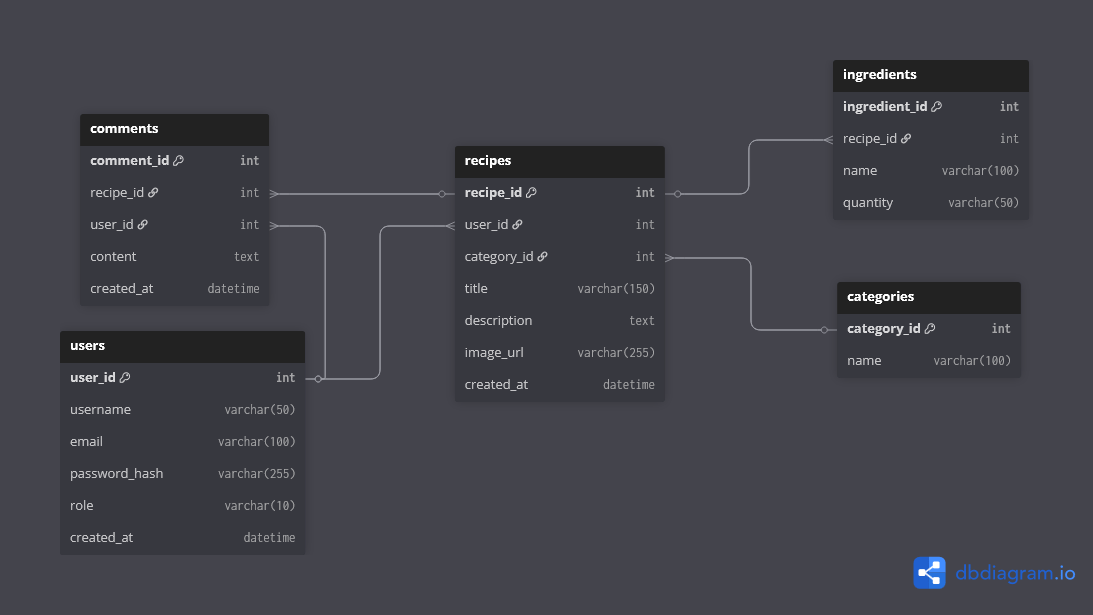 comments
comment_id int
recipe_id int
user_id int
content text
created_at datetime
users
user_id int
username varchar(50)
email varchar(100)
password_hash varchar(255)
role varchar(10)
created_at datetime
recipes
recipe_id int
user_id int
category_id int
title varchar(150)
description text
image_url varchar(255)
created_at datetime
ingredients
ingredient_id int
recipe_id int
name varchar(100)
quantity varchar(50)
categories
category_id int
name varchar(100)
dbdiagram.io